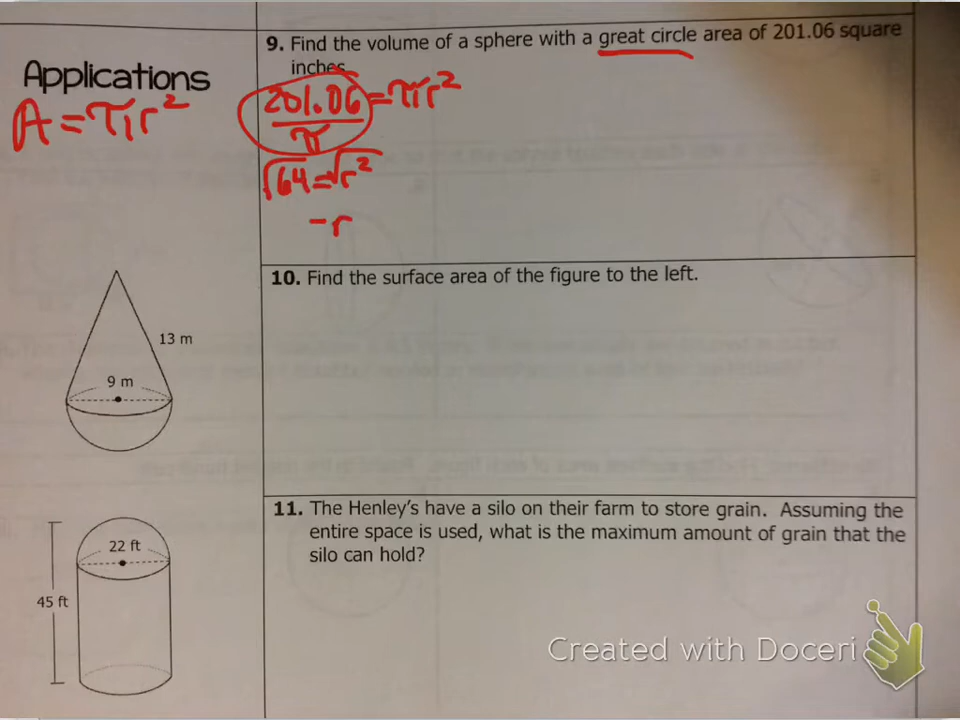 9. Find the volume of a sphere with a great circle area of 201.06 square
inches.
Applications
A = πr²
201.06 = πr²
π
√64 = √r²
- r
10. Find the surface area of the figure to the left.
13 m
9 m
11. The Henley's have a silo on their farm to store grain. Assuming the
entire space is used, what is the maximum amount of grain that the
silo can hold?
22 ft
45 ft
Created with Doceri